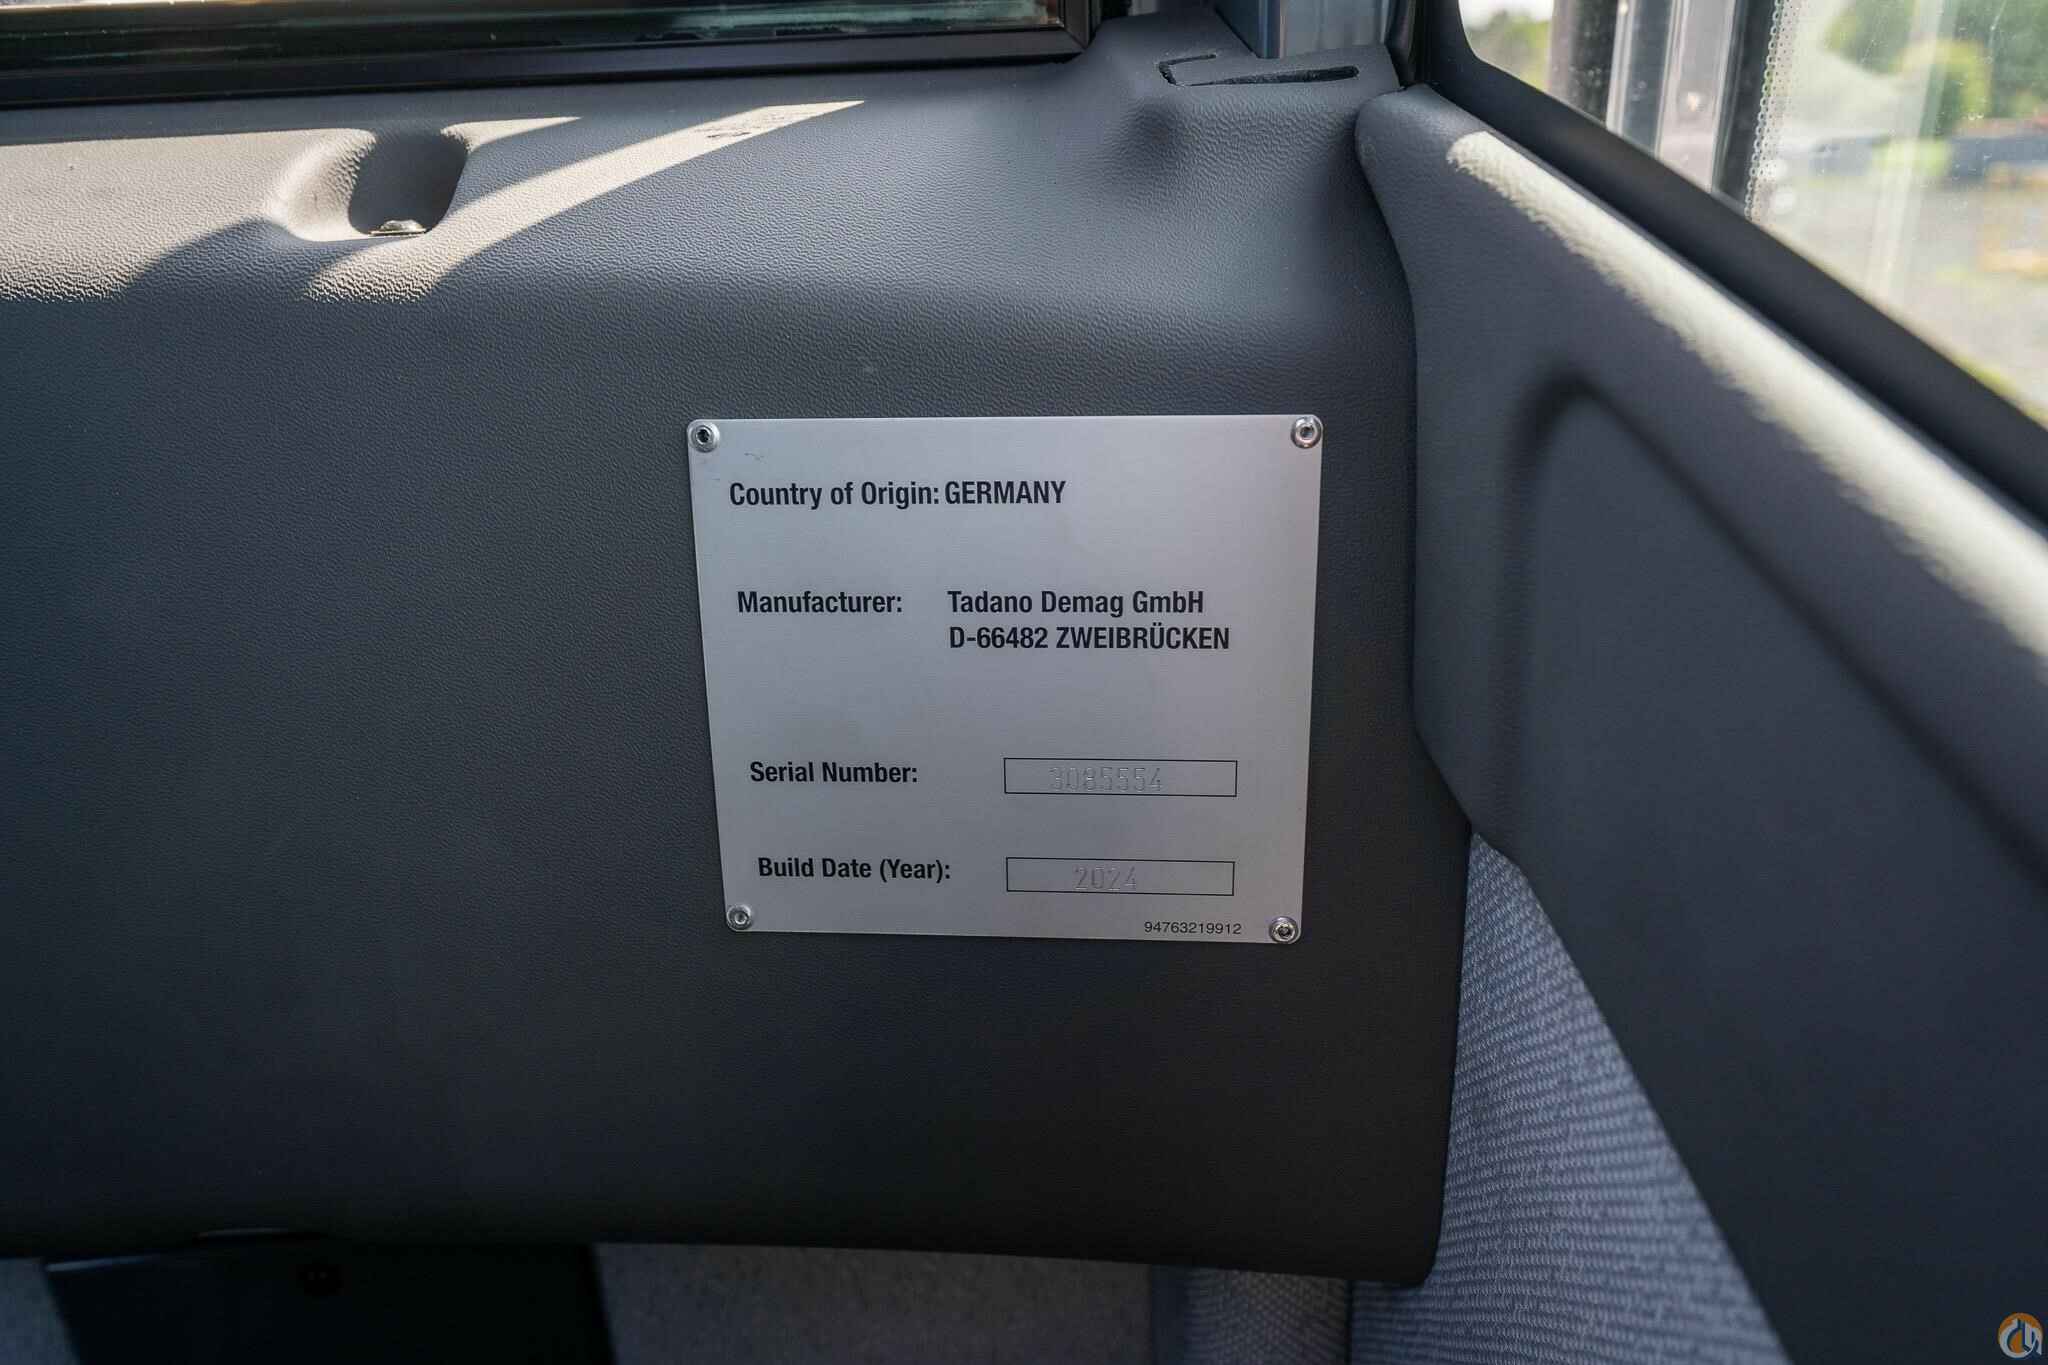 Country of Origin: GERMANY
Manufacturer: Tadano Demag GmbH
D-66482 ZWEIBRÜCKEN
Serial Number: 3085554
Build Date (Year): 2024
94763219912